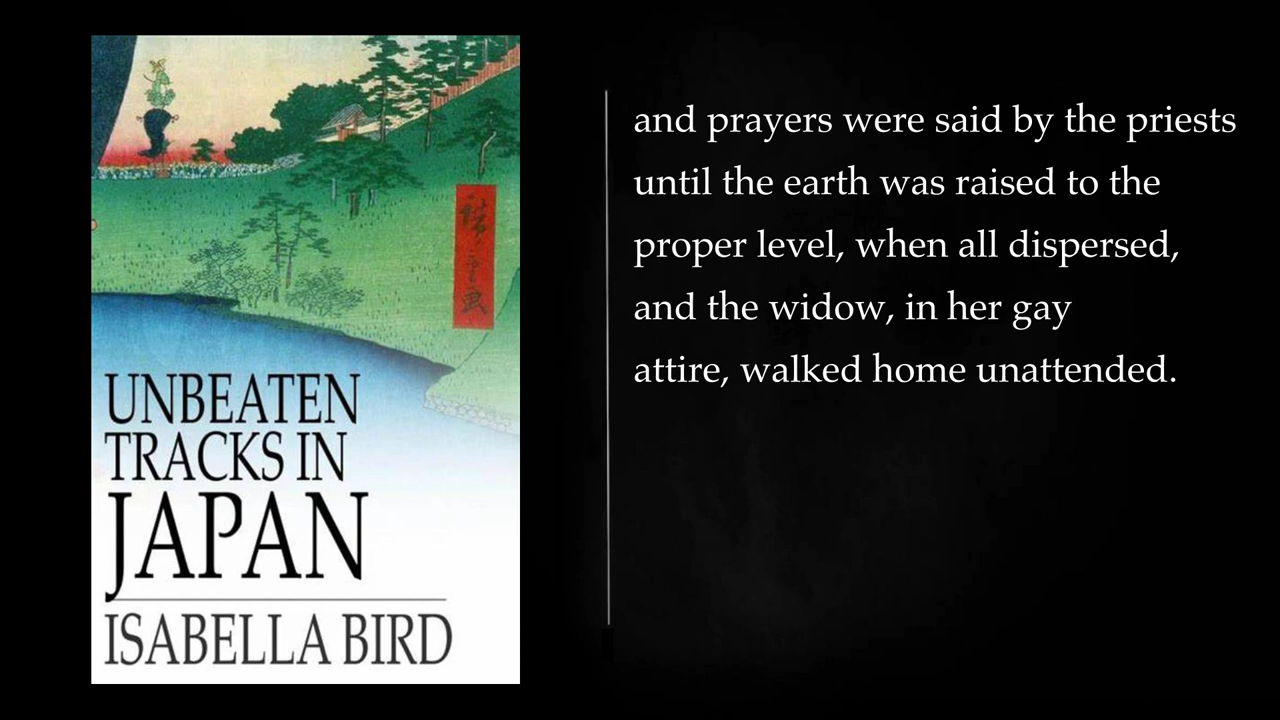 UNBEATEN
TRACKS IN
JAPAN
ISABELLA BIRD
and prayers were said by the priests
until the earth was raised to the
proper level, when all dispersed,
and the widow, in her gay
attire, walked home unattended.